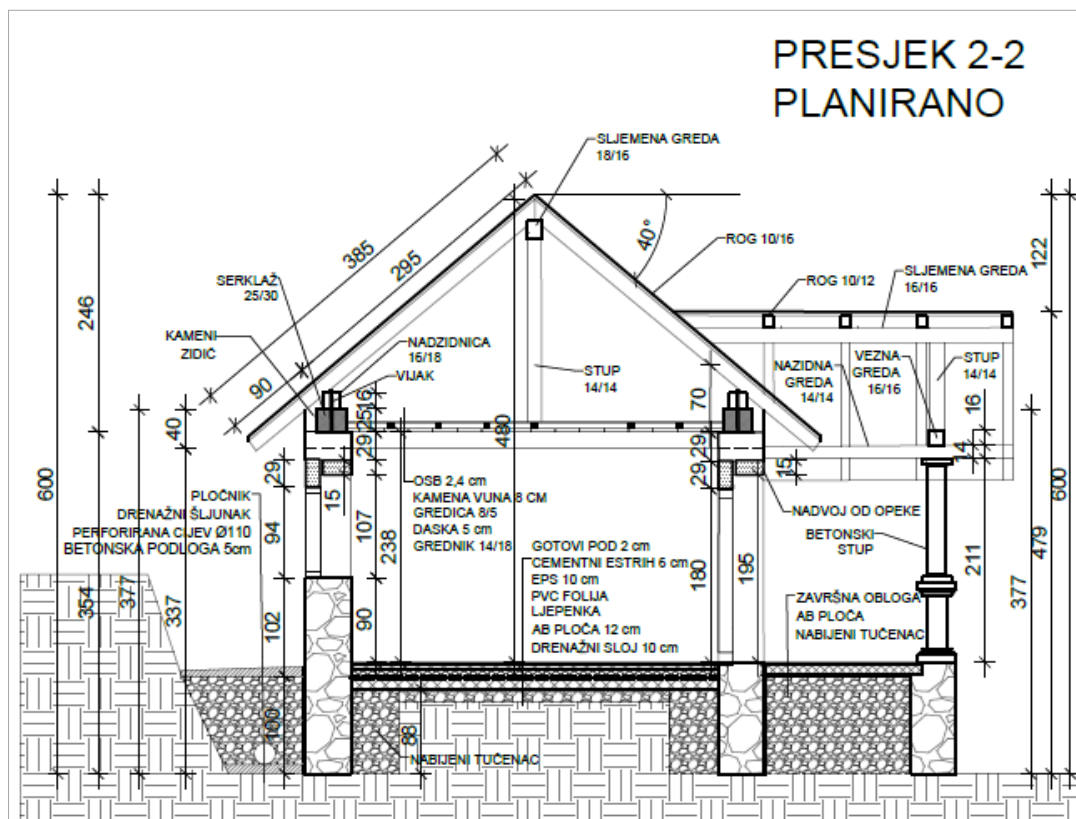 PRESJEK 2-2
PLANIRANO
SLJEMENA GREDA
18/16
40°
ROG 10/16
385
295
90
SERKLAŽ
25/30
KAMENI
ZIDIĆ
NADZIDNICA
16/18
VIJAK
STUP
14/14
ROG 10/12
SLJEMENA GREDA
16/16
NAZIDNA
GREDA
14/14
VEZNA
GREDA
16/16
STUP
14/14
122
246
600
40
16
25
29
29
15
480
70
29
29
15
16
14
PLOČNIK
DRENAŽNI ŠLJUNAK
PERFORIRANA CIJEV Ø110
BETONSKA PODLOGA 5cm
OSB 2,4 cm
KAMENA VUNA 8 CM
GREDICA 8/5
DASKA 5 cm
GREDNIK 14/18
NADVOJ OD OPEKE
BETONSKI
STUP
GOTOVI POD 2 cm
CEMENTNI ESTRIH 6 cm
EPS 10 cm
PVC FOLIJA
LJEPENKA
AB PLOČA 12 cm
DRENAŽNI SLOJ 10 cm
ZAVRŠNA OBLOGA
AB PLOČA
NABIJENI TUČENAC
354
377
337
94
102
100
107
238
90
88
180
195
211
377
479
600
NABIJENI TUČENAC